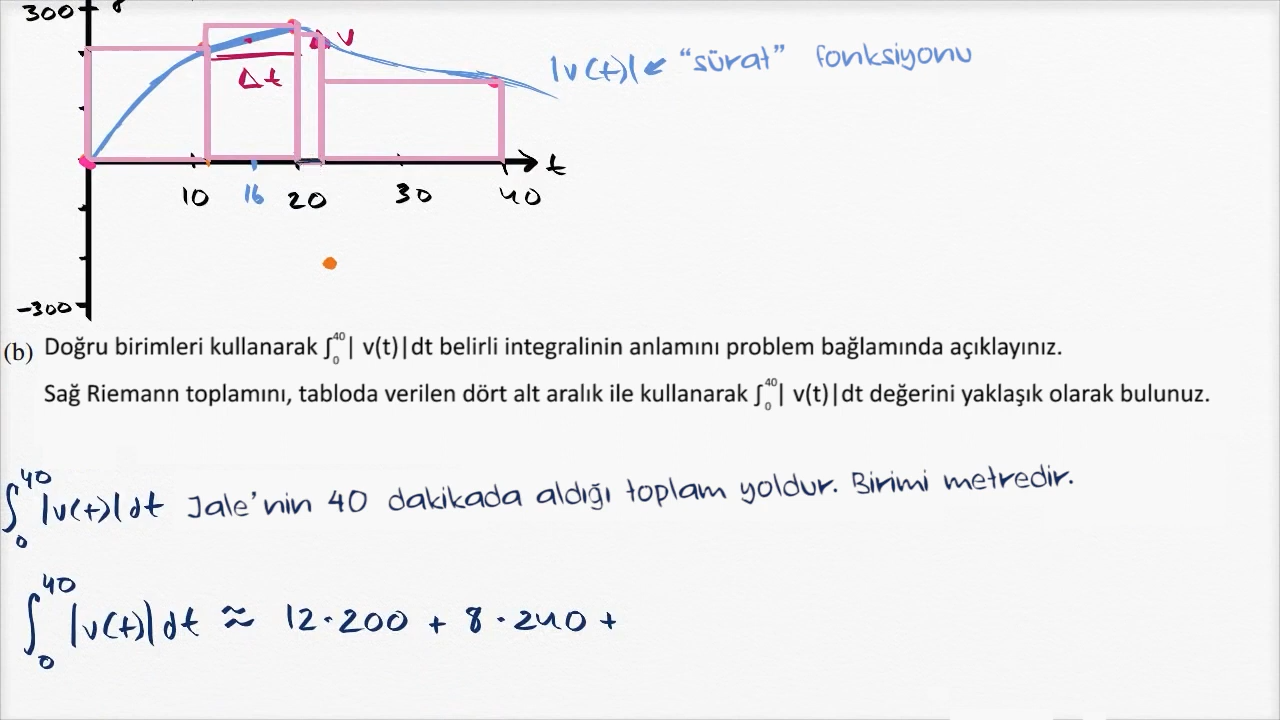 300
v
Δt
|v(t)| ← "sürat" fonksiyonu
t
10 16 20 30 40
-300
(b) Doğru birimleri kullanarak ∫₀⁴⁰| v(t)|dt belirli integralinin anlamını problem bağlamında açıklayınız.
Sağ Riemann toplamını, tabloda verilen dört alt aralık ile kullanarak ∫₀⁴⁰| v(t)|dt değerini yaklaşık olarak bulunuz.
∫₀⁴⁰ |v(t)|dt Jale'nin 40 dakikada aldığı toplam yoldur. Birimi metredir.
∫₀⁴⁰ |v(t)|dt ≈ 12·200 + 8·240 +